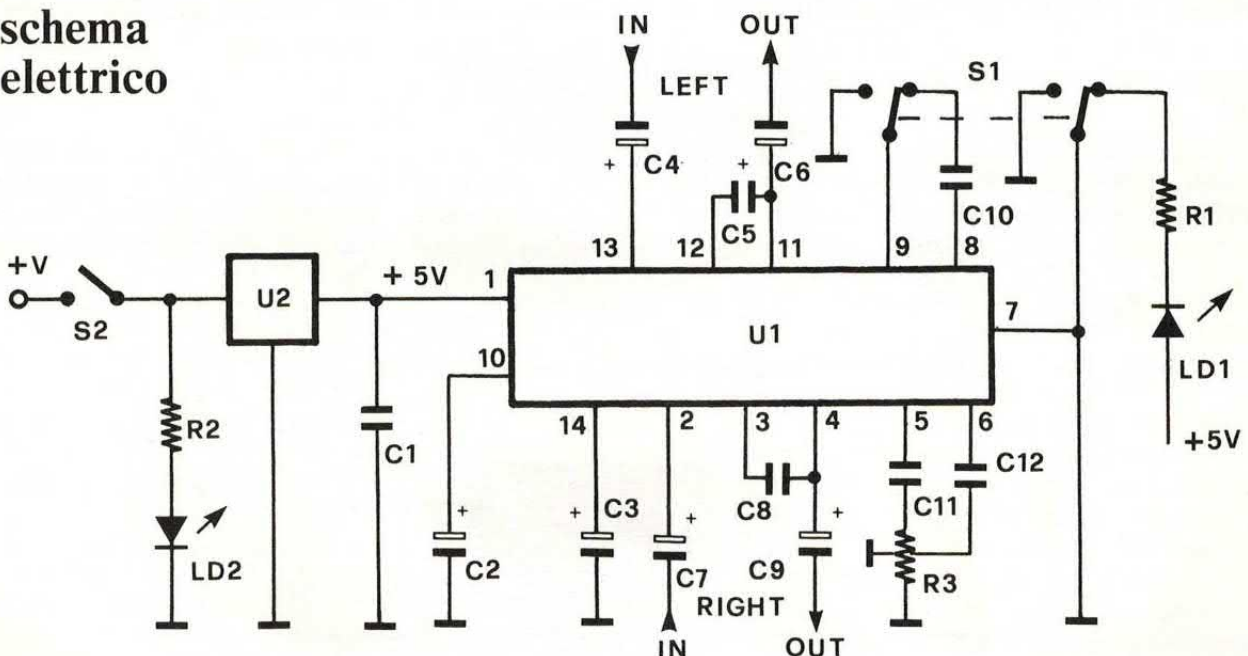 schema
elettrico
IN
OUT
LEFT
S1
+
C4
+
C6
C5
C10
R1
13
12
11
9
8
+V
S2
U2
+ 5V
1
U1
7
10
LD1
+5V
14
2
3
4
5
6
R2
C1
C12
C8
C11
+
C2
+
C3
+
C7
C9
+
LD2
R3
RIGHT
IN
OUT